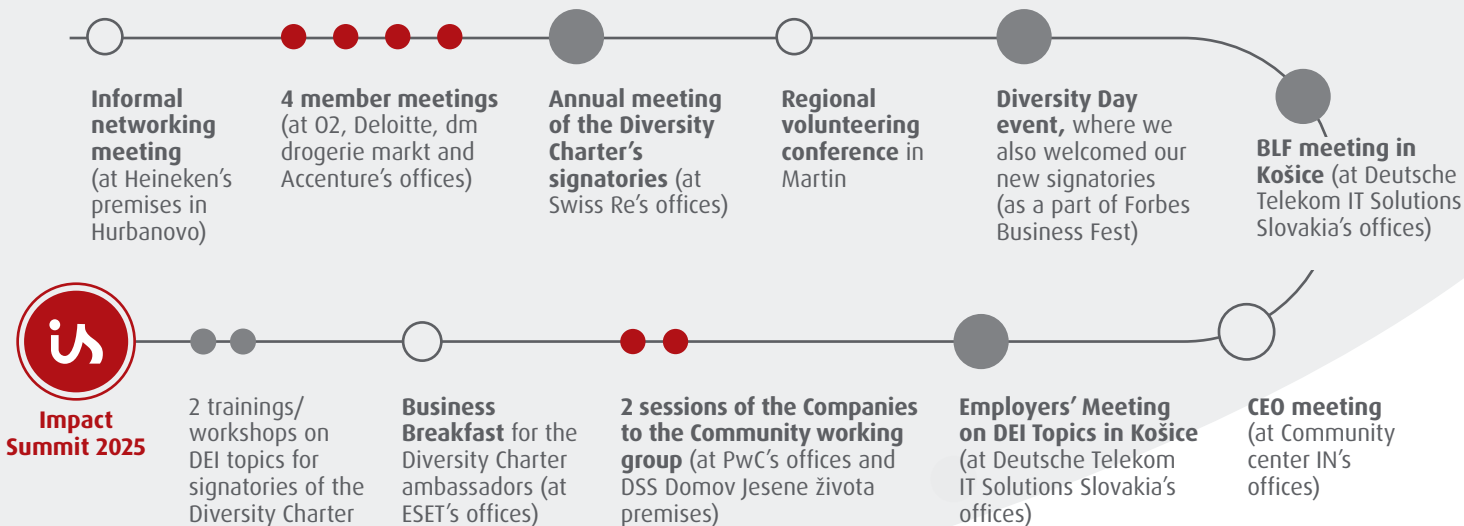 Informal
networking
meeting
(at Heineken's
premises in
Hurbanovo)
4 member meetings
(at O2, Deloitte, dm
drogerie markt and
Accenture's offices)
Annual meeting
of the Diversity
Charter's
signatories (at
Swiss Re's offices)
Regional
volunteering
conference in
Martin
Diversity Day
event, where we
also welcomed our
new signatories
(as a part of Forbes
Business Fest)
BLF meeting in
Košice (at Deutsche
Telekom IT Solutions
Slovakia's offices)
is
Impact
Summit 2025
2 trainings/
workshops on
DEI topics for
signatories of the
Diversity Charter
Business
Breakfast for the
Diversity Charter
ambassadors (at
ESET's offices)
2 sessions of the Companies
to the Community working
group (at PwC's offices and
DSS Domov Jesene života
premises)
Employers' Meeting
on DEI Topics in Košice
(at Deutsche Telekom
IT Solutions Slovakia's
offices)
CEO meeting
(at Community
center IN's
offices)